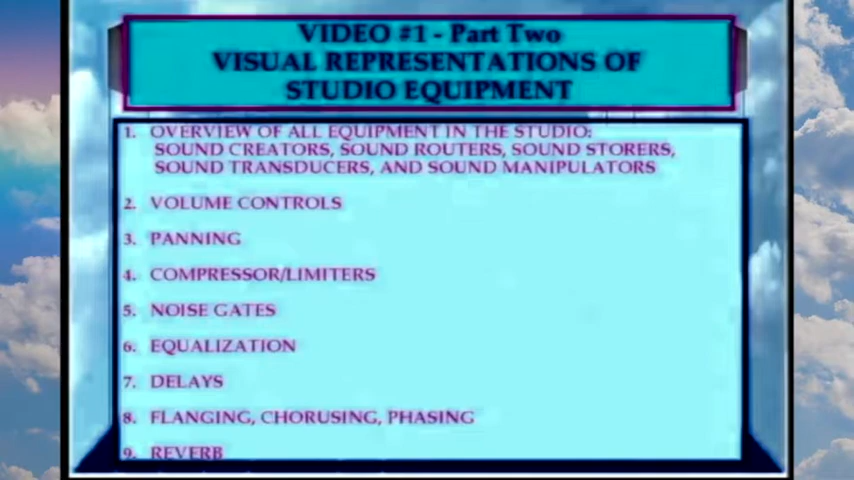 VIDEO #1 - Part Two
VISUAL REPRESENTATIONS OF
STUDIO EQUIPMENT
1. OVERVIEW OF ALL EQUIPMENT IN THE STUDIO:
SOUND CREATORS, SOUND ROUTERS, SOUND STORERS,
SOUND TRANSDUCERS, AND SOUND MANIPULATORS
2. VOLUME CONTROLS
3. PANNING
4. COMPRESSOR/LIMITERS
5. NOISE GATES
6. EQUALIZATION
7. DELAYS
8. FLANGING, CHORUSING, PHASING
9. REVERB